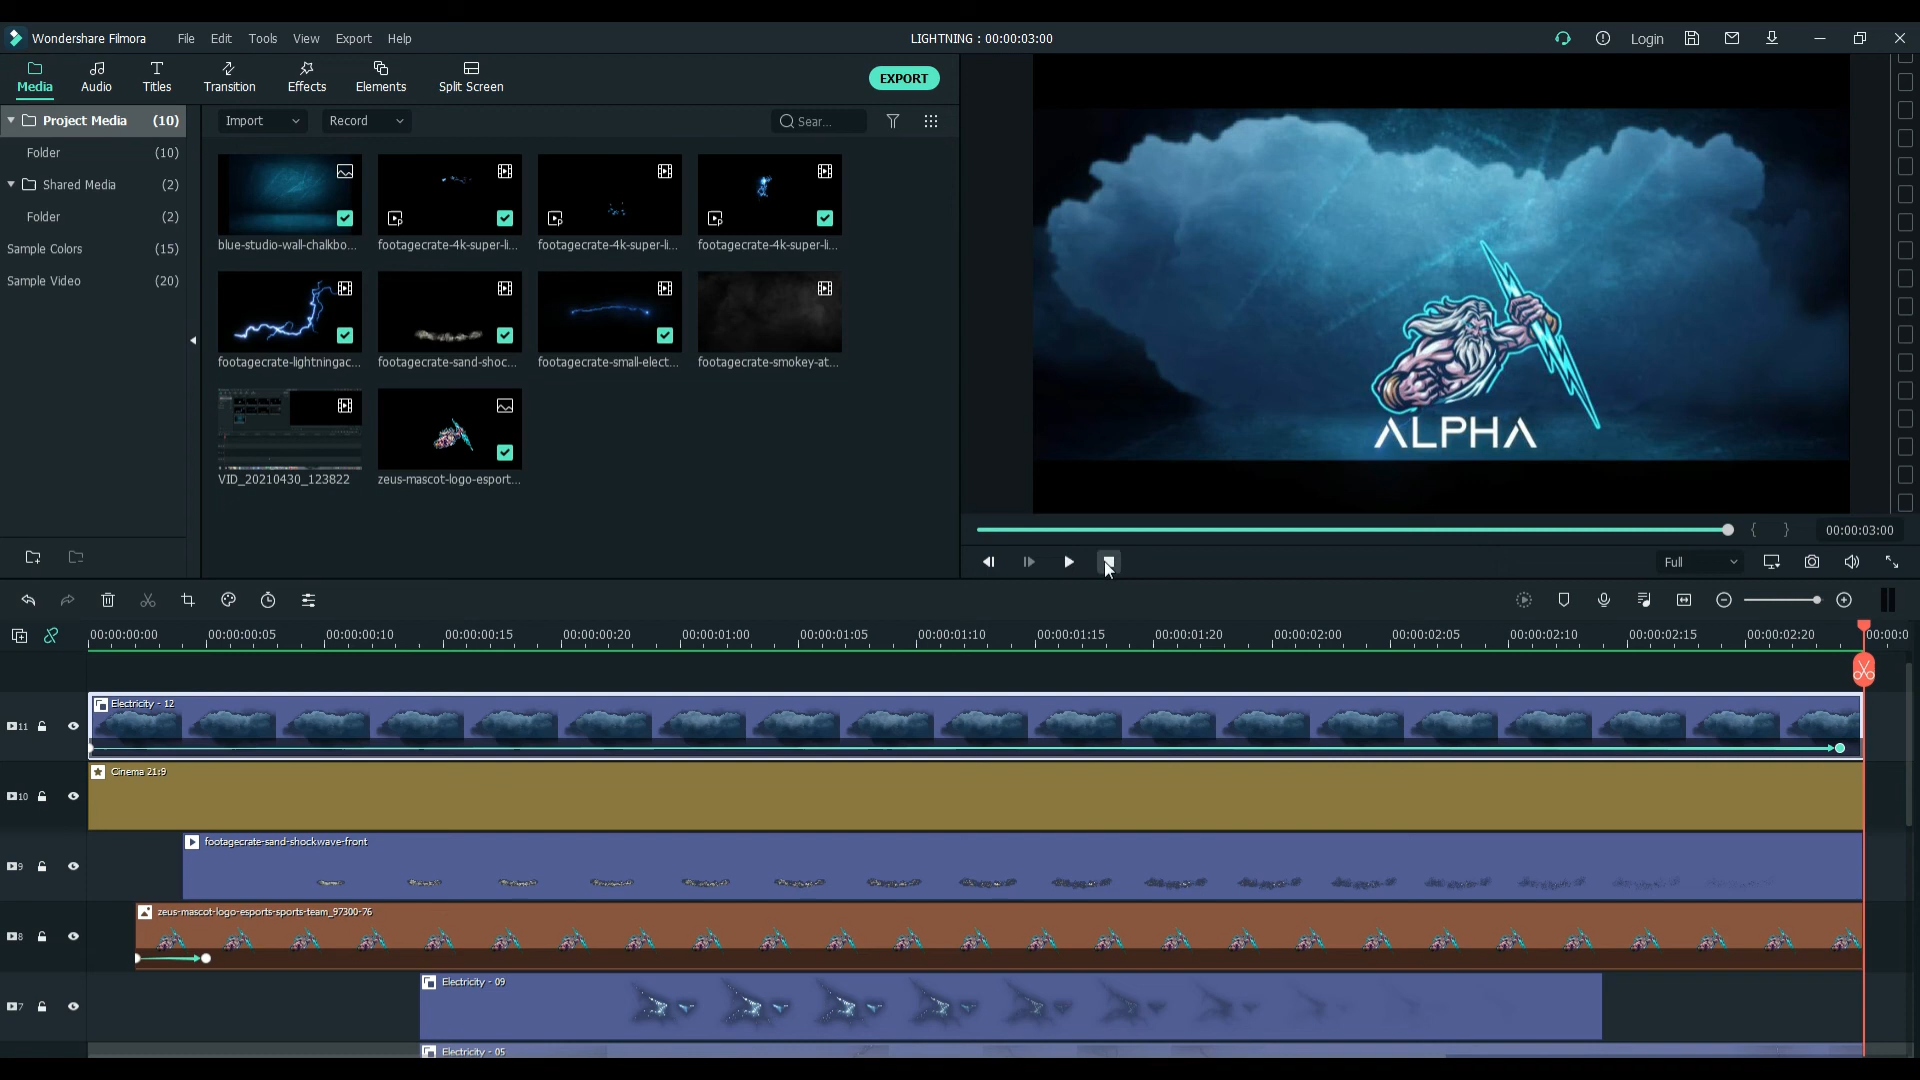 Wondershare Filmora File Edit Tools View Export Help LIGHTNING : 00:00:03:00 Login
Media Audio Titles Transition Effects Elements Split Screen EXPORT
Project Media (10) Import Record Sear...
Folder (10)
Shared Media (2)
Folder (2)
Sample Colors (15)
Sample Video (20)
blue-studio-wall-chalkbo... footagecrate-4k-super-li... footagecrate-4k-super-li... footagecrate-4k-super-li...
footagecrate-lightningac... footagecrate-sand-shoc... footagecrate-small-elect... footagecrate-smokey-at...
VID_20210430_123822 zeus-mascot-logo-esport...
ALPHA
00:00:03:00
Full
00:00:00:00 00:00:00:05 00:00:00:10 00:00:00:15 00:00:00:20 00:00:01:00 00:00:01:05 00:00:01:10 00:00:01:15 00:00:01:20 00:00:02:00 00:00:02:05 00:00:02:10 00:00:02:15 00:00:02:20 00:00:0
Electricity - 12
11
Cinema 21:9
10
footagecrate-sand-shockwave-front
9
zeus-mascot-logo-esports-sports-team_97300-76
8
Electricity - 09
7
Electricity - 05